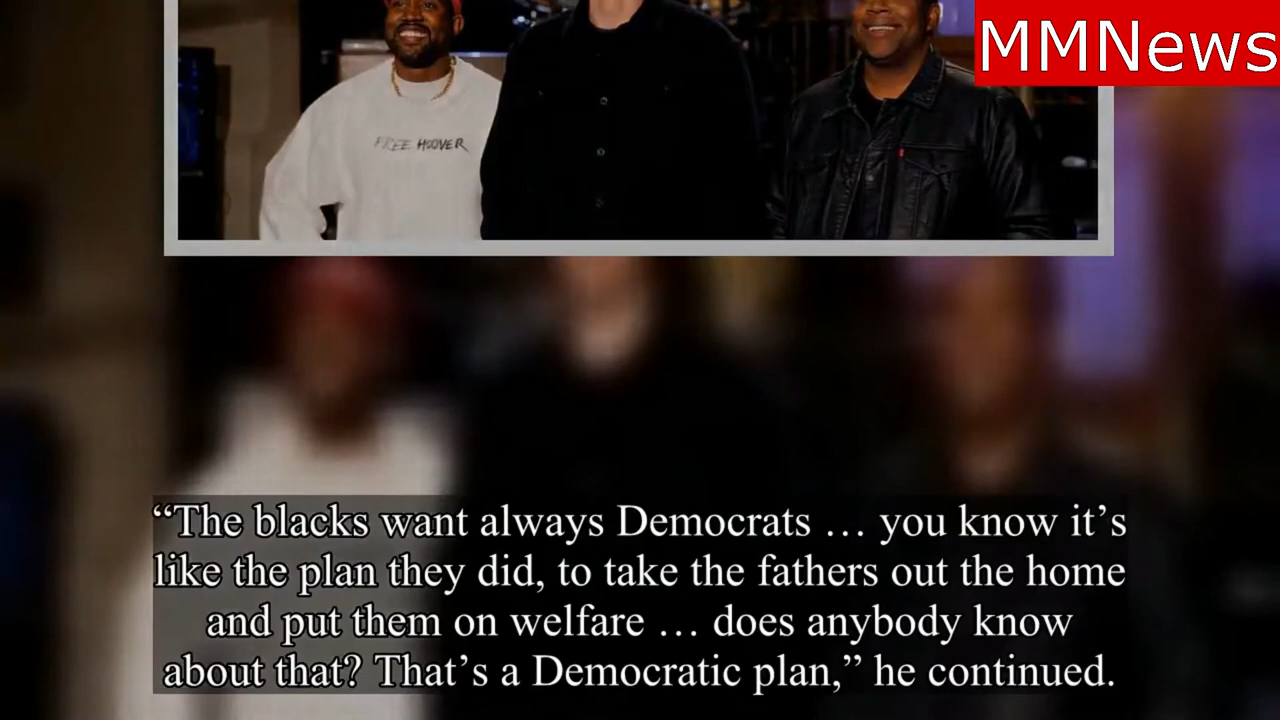 MMNews
FREE HOOVER
“The blacks want always Democrats … you know it’s
like the plan they did, to take the fathers out the home
and put them on welfare … does anybody know
about that? That’s a Democratic plan,” he continued.